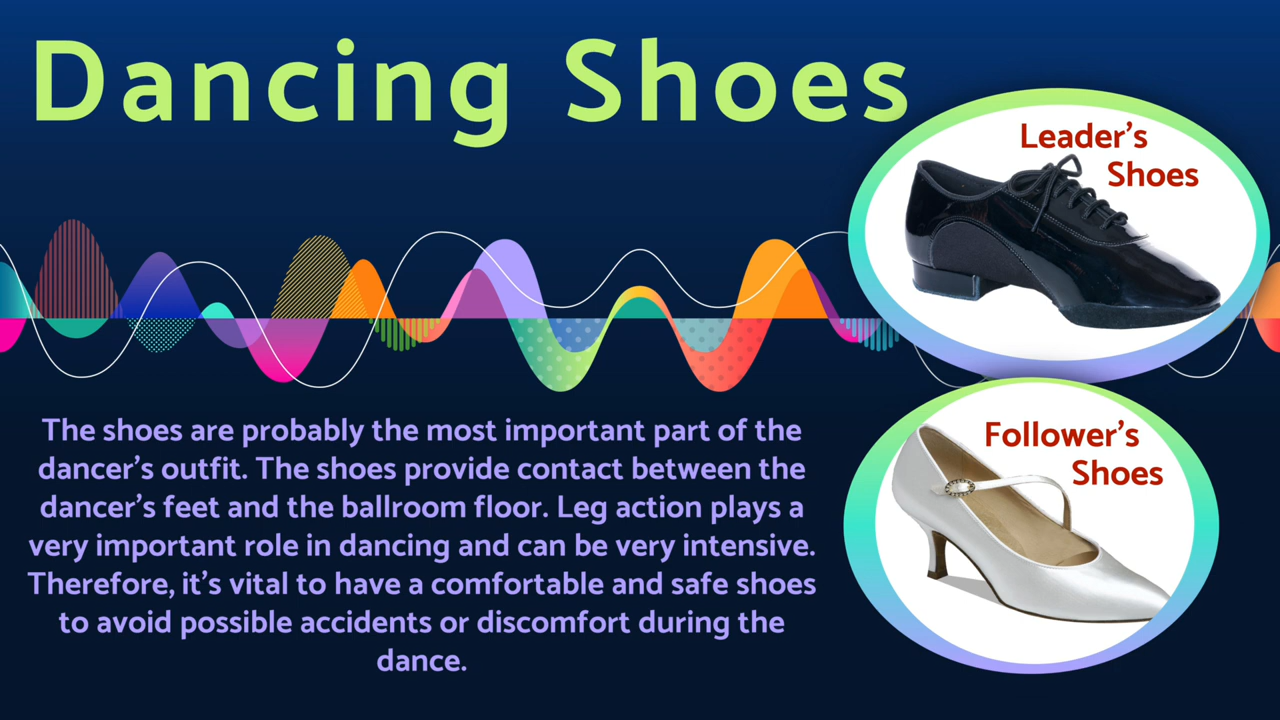 Dancing Shoes
Leader's
Shoes
The shoes are probably the most important part of the
dancer's outfit. The shoes provide contact between the
dancer's feet and the ballroom floor. Leg action plays a
very important role in dancing and can be very intensive.
Therefore, it's vital to have a comfortable and safe shoes
to avoid possible accidents or discomfort during the
dance.
Follower's
Shoes